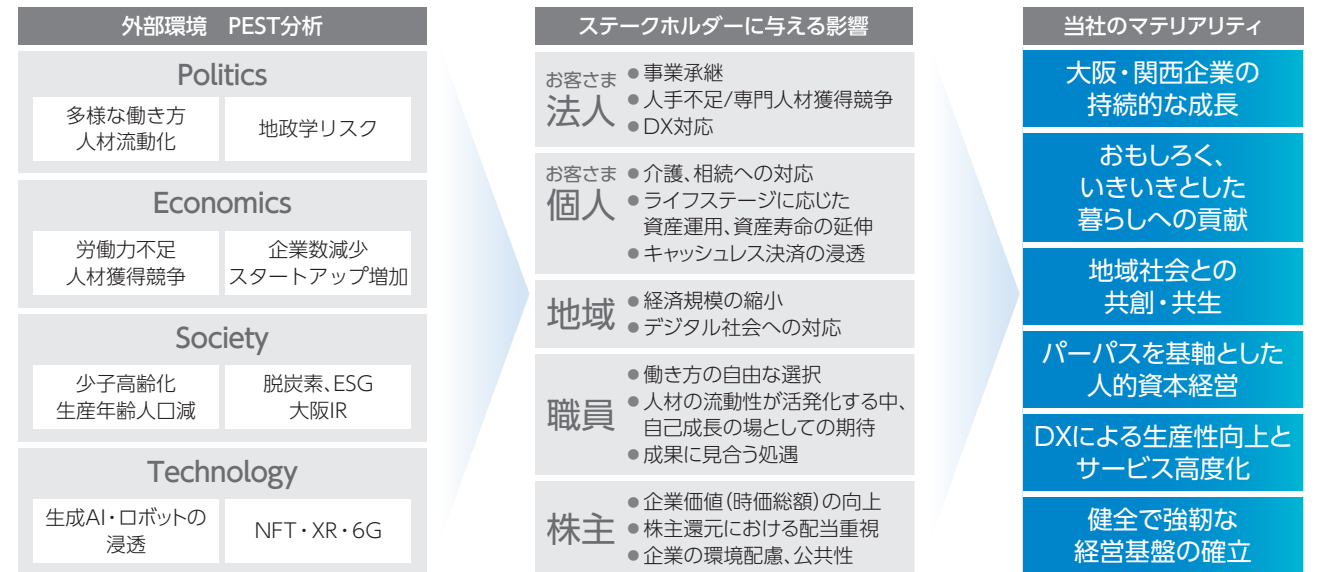 外部環境　PEST分析
Politics
多様な働き方
人材流動化
地政学リスク
Economics
労働力不足
人材獲得競争
企業数減少
スタートアップ増加
Society
少子高齢化
生産年齢人口減
脱炭素、ESG
大阪IR
Technology
生成AI・ロボットの
浸透
NFT・XR・6G
ステークホルダーに与える影響
お客さま
法人
●事業承継
●人手不足/専門人材獲得競争
●DX対応
お客さま
個人
●介護、相続への対応
●ライフステージに応じた
資産運用、資産寿命の延伸
●キャッシュレス決済の浸透
地域
●経済規模の縮小
●デジタル社会への対応
職員
●働き方の自由な選択
●人材の流動性が活発化する中、
自己成長の場としての期待
●成果に見合う処遇
株主
●企業価値(時価総額)の向上
●株主還元における配当重視
●企業の環境配慮、公共性
当社のマテリアリティ
大阪・関西企業の
持続的な成長
おもしろく、
いきいきとした
暮らしへの貢献
地域社会との
共創・共生
パーパスを基軸とした
人的資本経営
DXによる生産性向上と
サービス高度化
健全で強靭な
経営基盤の確立